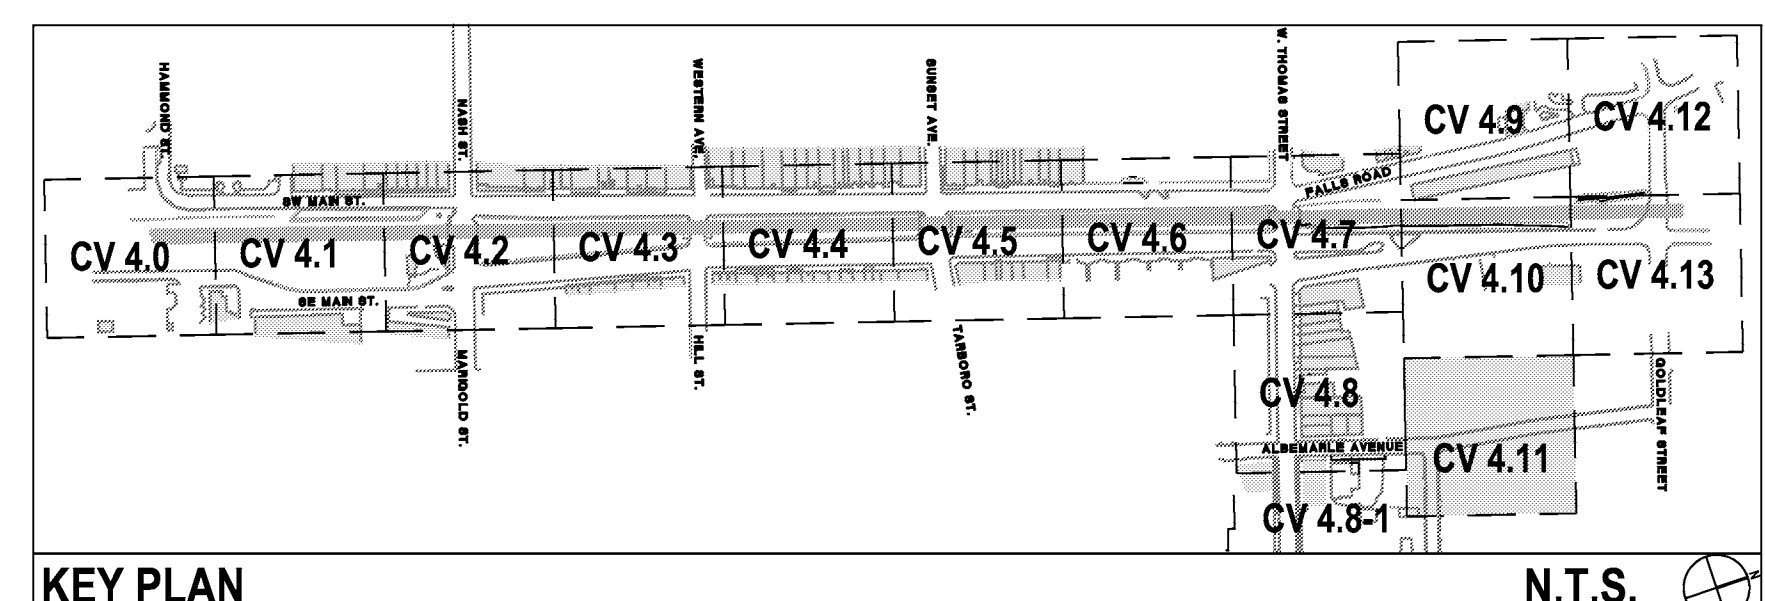 HAMMOND ST.
NASH ST.
WESTERN AVE.
SUNSET AVE.
W. THOMAS STREET
CV 4.9
CV 4.12
FALLS ROAD
SW MAIN ST.
CV 4.0
CV 4.1
CV 4.2
CV 4.3
CV 4.4
CV 4.5
CV 4.6
CV 4.7
CV 4.10
CV 4.13
SE MAIN ST.
MARIGOLD ST.
HILL ST.
TARBORO ST.
GOLDLEAF STREET
CV 4.8
ALBEMARLE AVENUE
CV 4.11
CV 4.8-1
KEY PLAN
N.T.S.
N